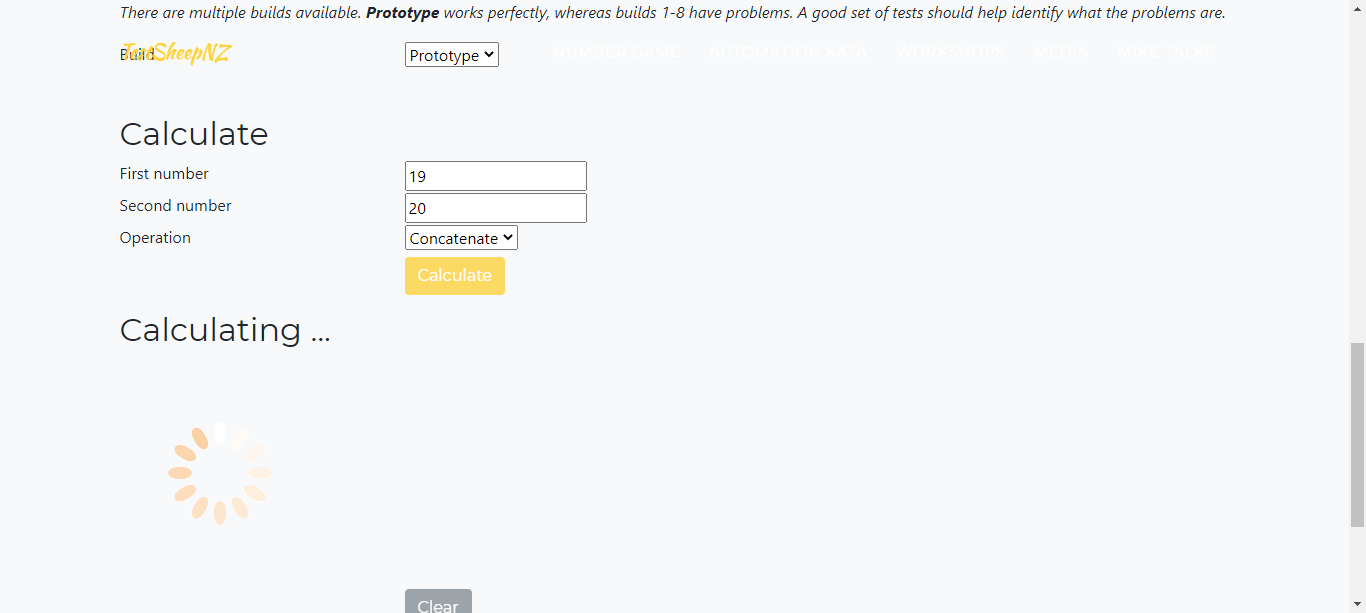 There are multiple builds available. Prototype works perfectly, whereas builds 1-8 have problems. A good set of tests should help identify what the problems are.
TestSheepNZ NUMBER GAME AUTOMATION KATA WORKSHOPS MEDIA MIKE TALKS
Build Prototype
Calculate
First number 19
Second number 20
Operation Concatenate
Calculate
Calculating ...
Clear